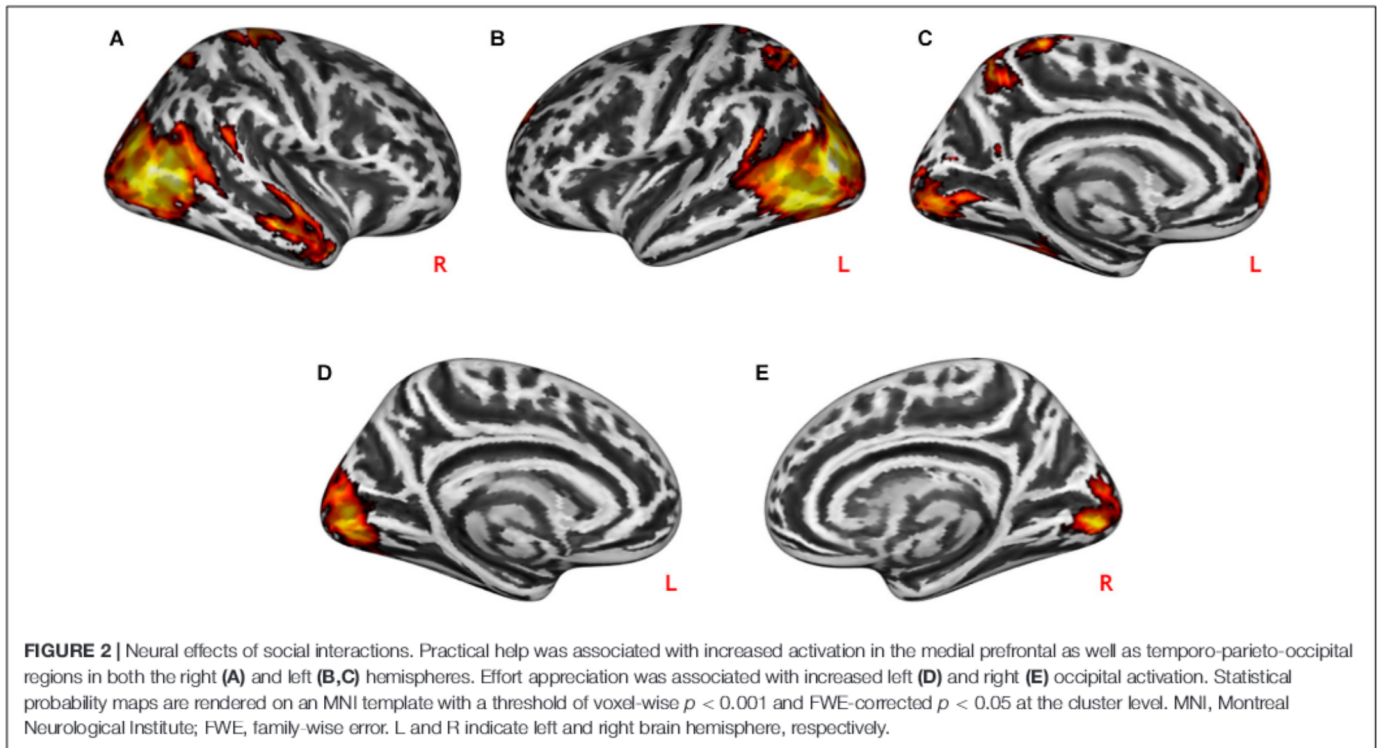 A
B
C
R
L
L
D
E
L
R
FIGURE 2 | Neural effects of social interactions. Practical help was associated with increased activation in the medial prefrontal as well as temporo-parieto-occipital
regions in both the right (A) and left (B,C) hemispheres. Effort appreciation was associated with increased left (D) and right (E) occipital activation. Statistical
probability maps are rendered on an MNI template with a threshold of voxel-wise p < 0.001 and FWE-corrected p < 0.05 at the cluster level. MNI, Montreal
Neurological Institute; FWE, family-wise error. L and R indicate left and right brain hemisphere, respectively.